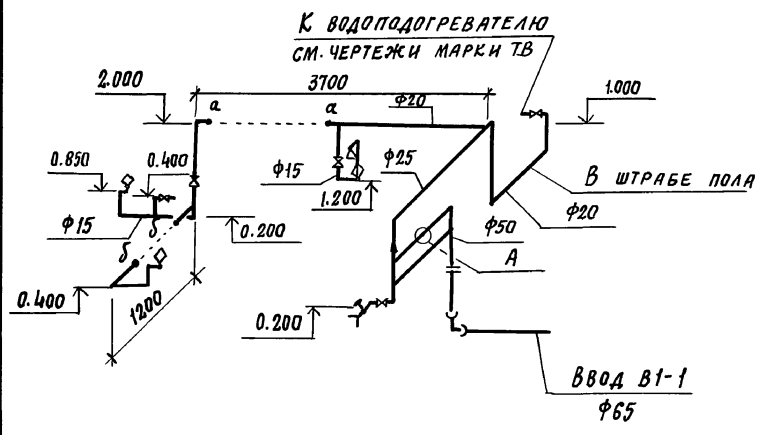 К ВОДОПОДОГРЕВАТЕЛЮ
СМ. ЧЕРТЕЖИ МАРКИ ТВ
3700
2.000
а
а
ф20
1.000
0.850
0.400
ф15
ф25
В ШТРАБЕ ПОЛА
1.200
ф20
ф15
б
0.200
ф50
б
А
0.400
1200
0.200
ВВОД В1-1
ф65